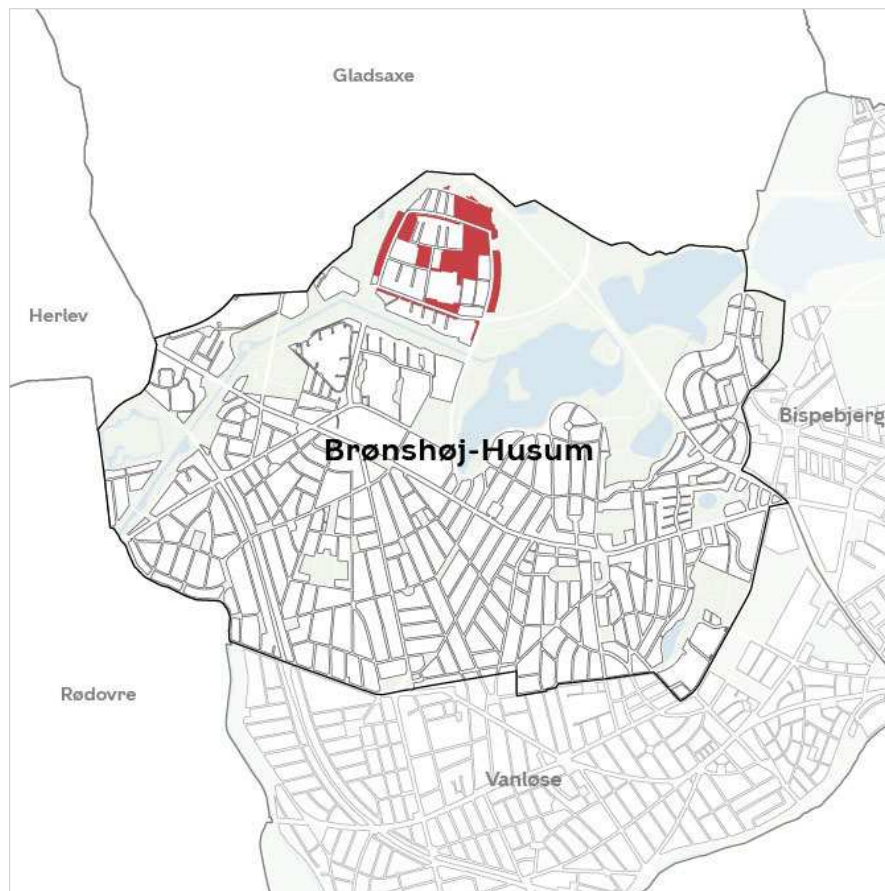 Gladsaxe
Herlev
Bispebjerg
Brønshøj-Husum
Rødovre
Vanløse